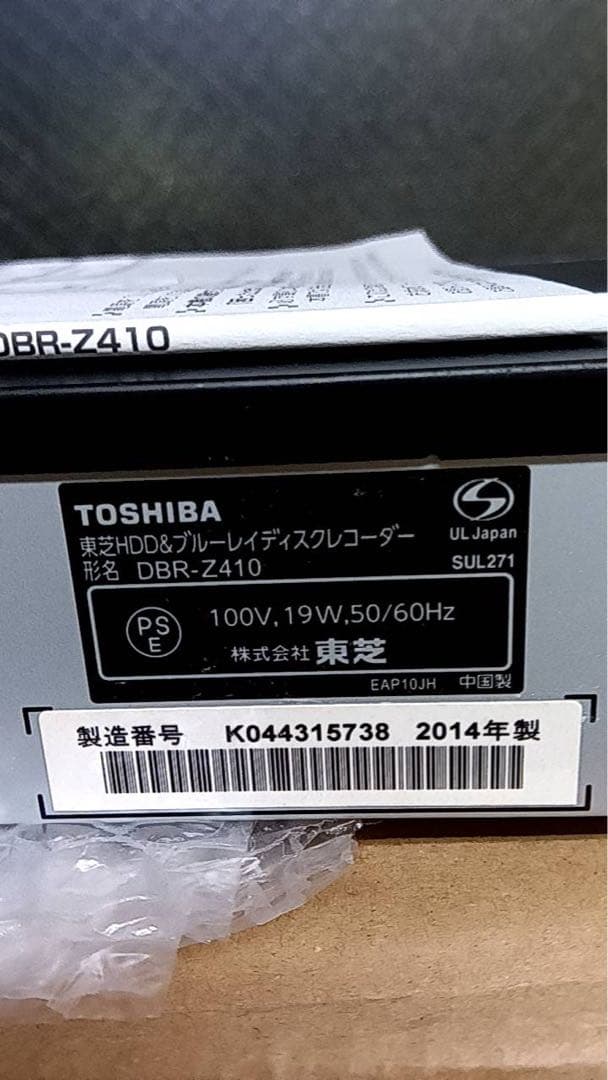 DBR-Z410
TOSHIBA
東芝HDD&ブルーレイディスクレコーダー
形名 DBR-Z410
UL Japan
SUL271
PS
E
100V,19W,50/60Hz
株式会社 東芝
EAP10JH 中国製
製造番号 K044315738 2014年製